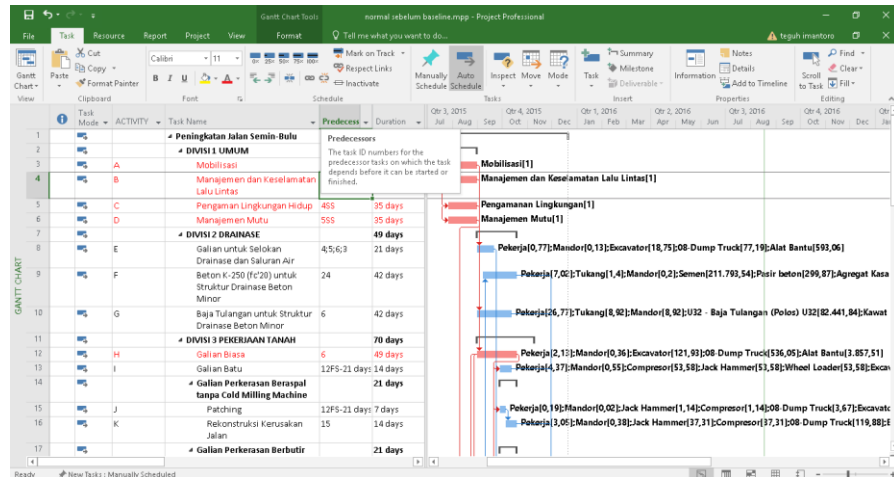 Gantt Chart Tools
normal sebelum baseline.mpp - Project Professional
File Task Resource Report Project View Format Tell me what you want to do... teguh imantoro
Cut
Copy
Format Painter
Paste
Gantt Chart
Calibri 11
B I U A
Mark on Track
Respect Links
Inactivate
Manually Schedule
Auto Schedule
Inspect Move Mode
Task
Summary
Milestone
Deliverable
Information
Notes
Details
Add to Timeline
Scroll to Task
Find
Clear
Fill
View Clipboard Font Schedule Tasks Insert Properties Editing
Task Mode ACTIVITY Task Name Predecess Duration
Qtr 3, 2015 Qtr 4, 2015 Qtr 1, 2016 Qtr 2, 2016 Qtr 3, 2016 Qtr 4, 2016 Qtr
Jul Aug Sep Oct Nov Dec Jan Feb Mar Apr May Jun Jul Aug Sep Oct Nov Dec
Predecessors
The task ID numbers for the
predecessor tasks on which the task
depends before it can be started or
finished.
1 Peningkatan Jalan Semin-Bulu
2 DIVISI 1 UMUM
3 A Mobilisasi Mobilisasi[1]
4 B Manajemen dan Keselamatan Manajemen dan Keselamatan Lalu Lintas[1]
Lalu Lintas
5 C Pengaman Lingkungan Hidup 4SS 35 days Pengamanan Lingkungan[1]
6 D Manajemen Mutu 5SS 35 days Manajemen Mutu[1]
7 DIVISI 2 DRAINASE 49 days
8 E Galian untuk Selokan 4;5;6;3 21 days Pekerja[0,77];Mandor[0,13];Excavator[18,75];08-Dump Truck[77,19];Alat Bantu[593,06]
Drainase dan Saluran Air
9 F Beton K-250 (fc'20) untuk 24 42 days Pekerja[7,02];Tukang[1,4];Mandor[0,2];Semen[211.793,54];Pasir beton[299,87];Agregat Kasa
Struktur Drainase Beton
Minor
10 G Baja Tulangan untuk Struktur 6 42 days Pekerja[26,77];Tukang[8,92];Mandor[8,92];U32 - Baja Tulangan (Polos) U32[82.441,84];Kawat
Drainase Beton Minor
11 DIVISI 3 PEKERJAAN TANAH 70 days
12 H Galian Biasa 6 49 days Pekerja[2,13];Mandor[0,36];Excavator[121,93];08-Dump Truck[536,05];Alat Bantu[3.857,51]
13 I Galian Batu 12FS-21 days 14 days Pekerja[4,37];Mandor[0,55];Compresor[53,58];Jack Hammer[53,58];Wheel Loader[53,58];Excav
14 Galian Perkerasan Beraspal 21 days
tanpa Cold Milling Machine
15 J Patching 12FS-21 days 7 days Pekerja[0,19];Mandor[0,02];Jack Hammer[1,14];Compresor[1,14];08-Dump Truck[3,67];Excavato
16 K Rekonstruksi Kerusakan 15 14 days Pekerja[3,05];Mandor[0,38];Jack Hammer[37,31];Compresor[37,31];08-Dump Truck[119,88];E
Jalan
17 Galian Perkerasan Berbutir 21 days
GANTT CHART
Ready New Tasks : Manually Scheduled